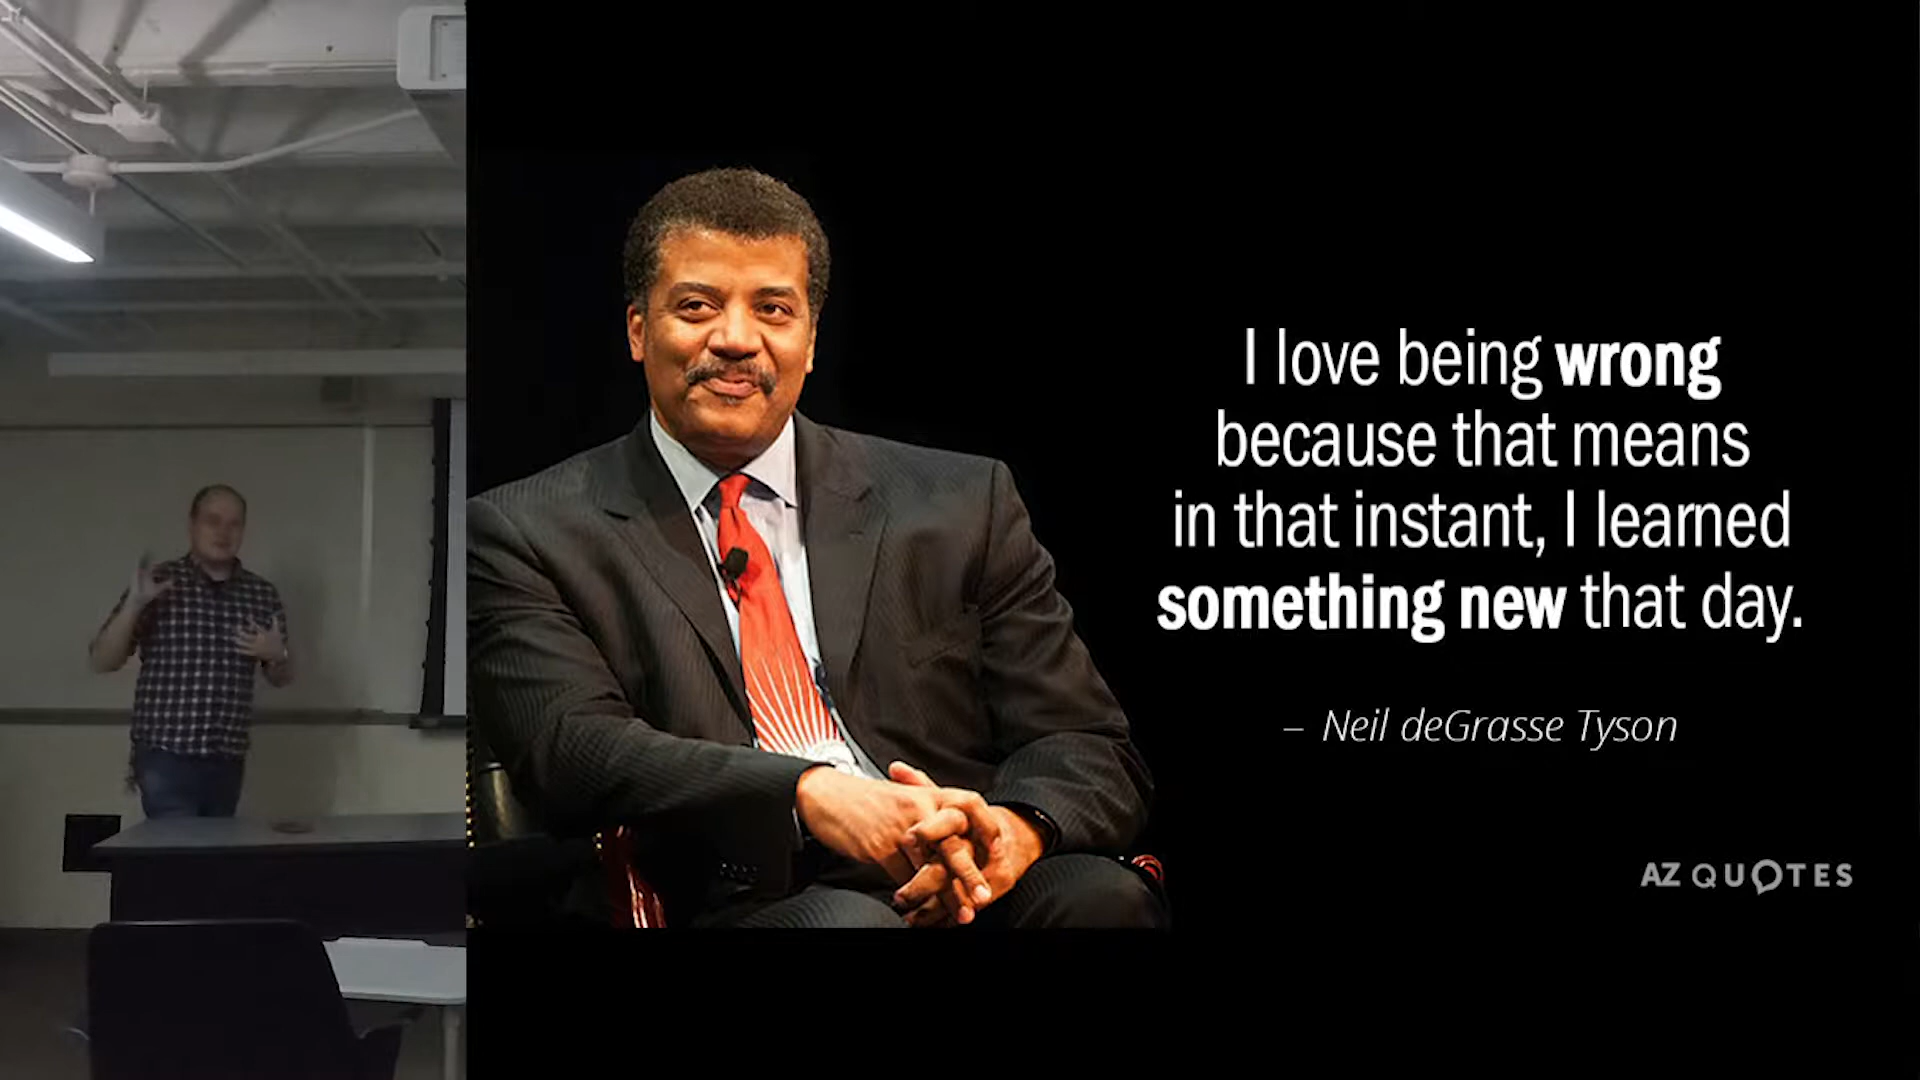 I love being wrong
because that means
in that instant, I learned
something new that day.
– Neil deGrasse Tyson
AZ QUOTES